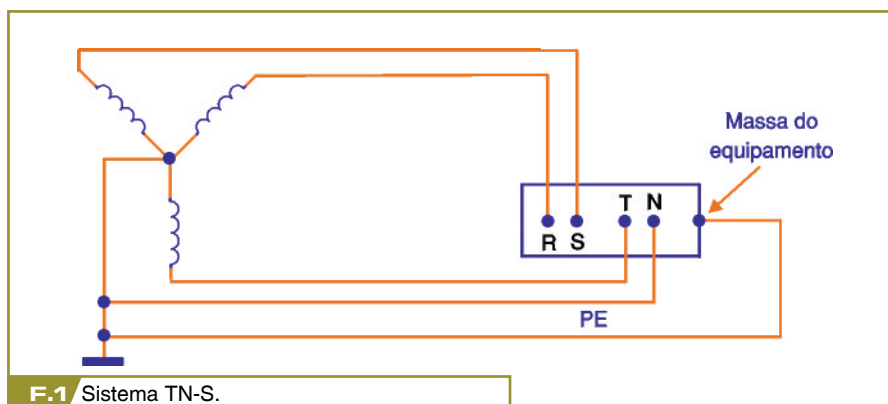 Massa do
equipamento
T N
R S
PE
F.1 Sistema TN-S.